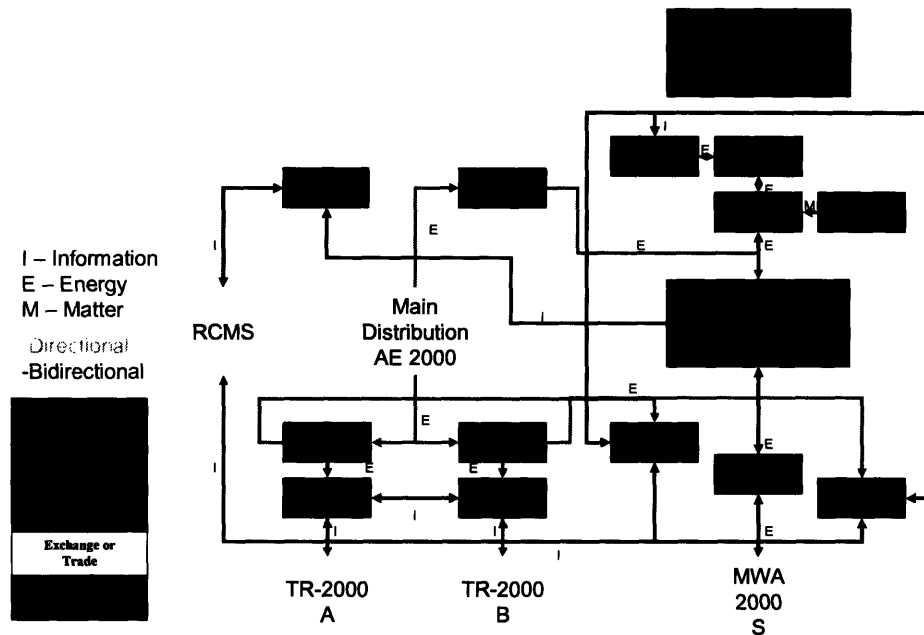 I – Information
E – Energy
M – Matter
Directional
-Bidirectional
Exchange or
Trade
RCMS
Main
Distribution
AE 2000
TR-2000
A
TR-2000
B
MWA
2000
S
I
E
M
E
E
I
E
E
E
I
I
E
E
E
E
I
E
I
I
I
E
I